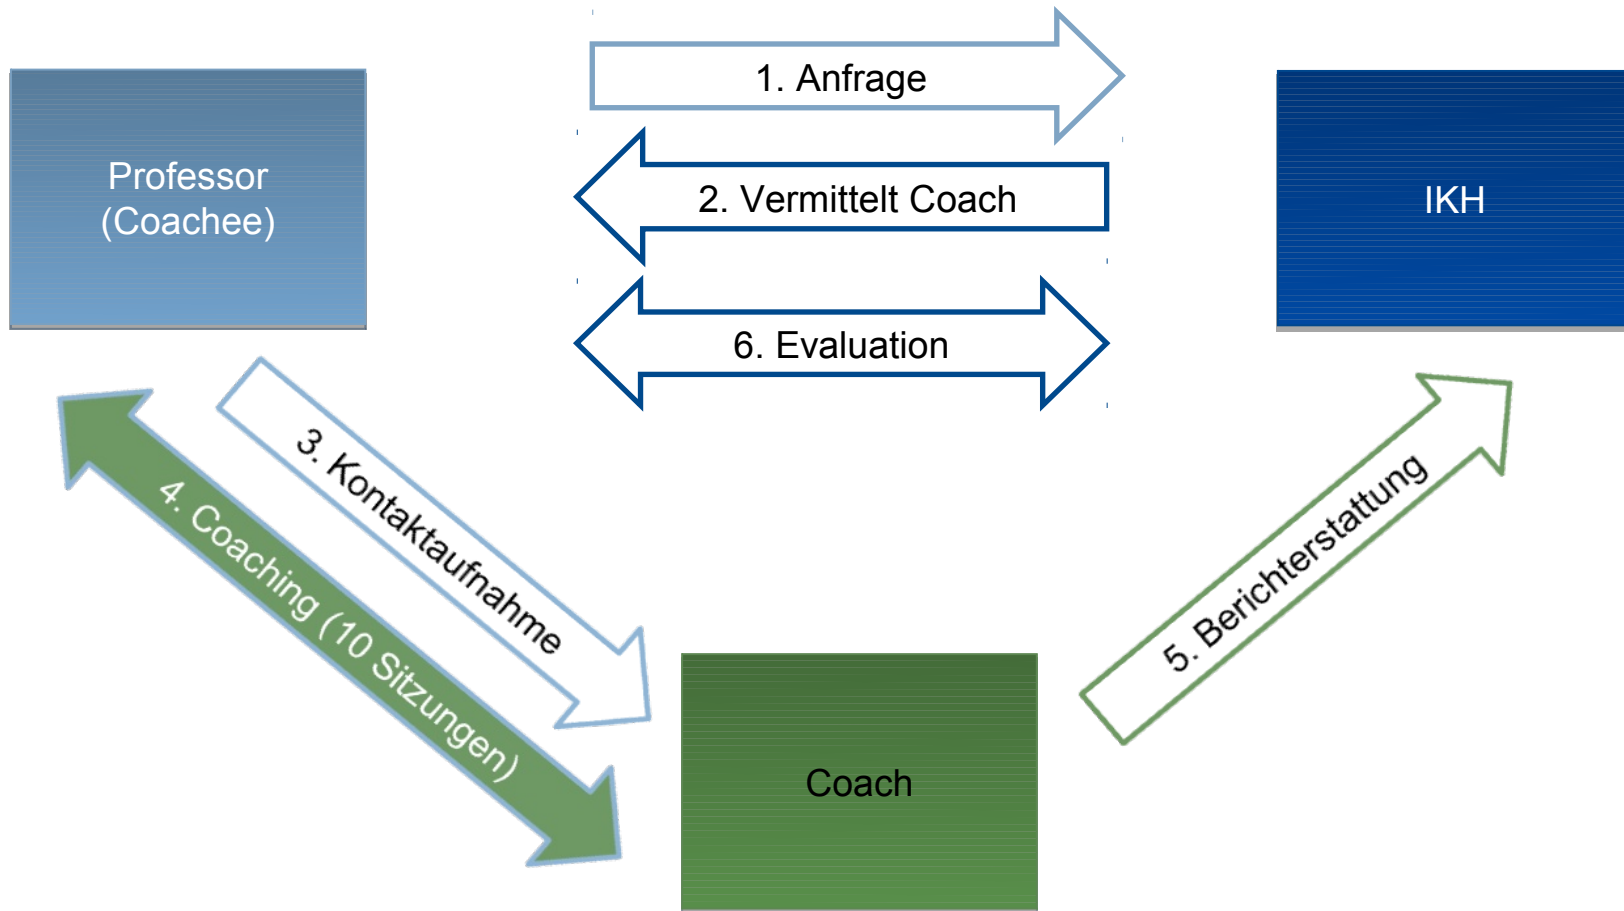 1. Anfrage
Professor
(Coachee)
2. Vermittelt Coach
IKH
6. Evaluation
3. Kontaktaufnahme
4. Coaching (10 Sitzungen)
5. Berichterstattung
Coach